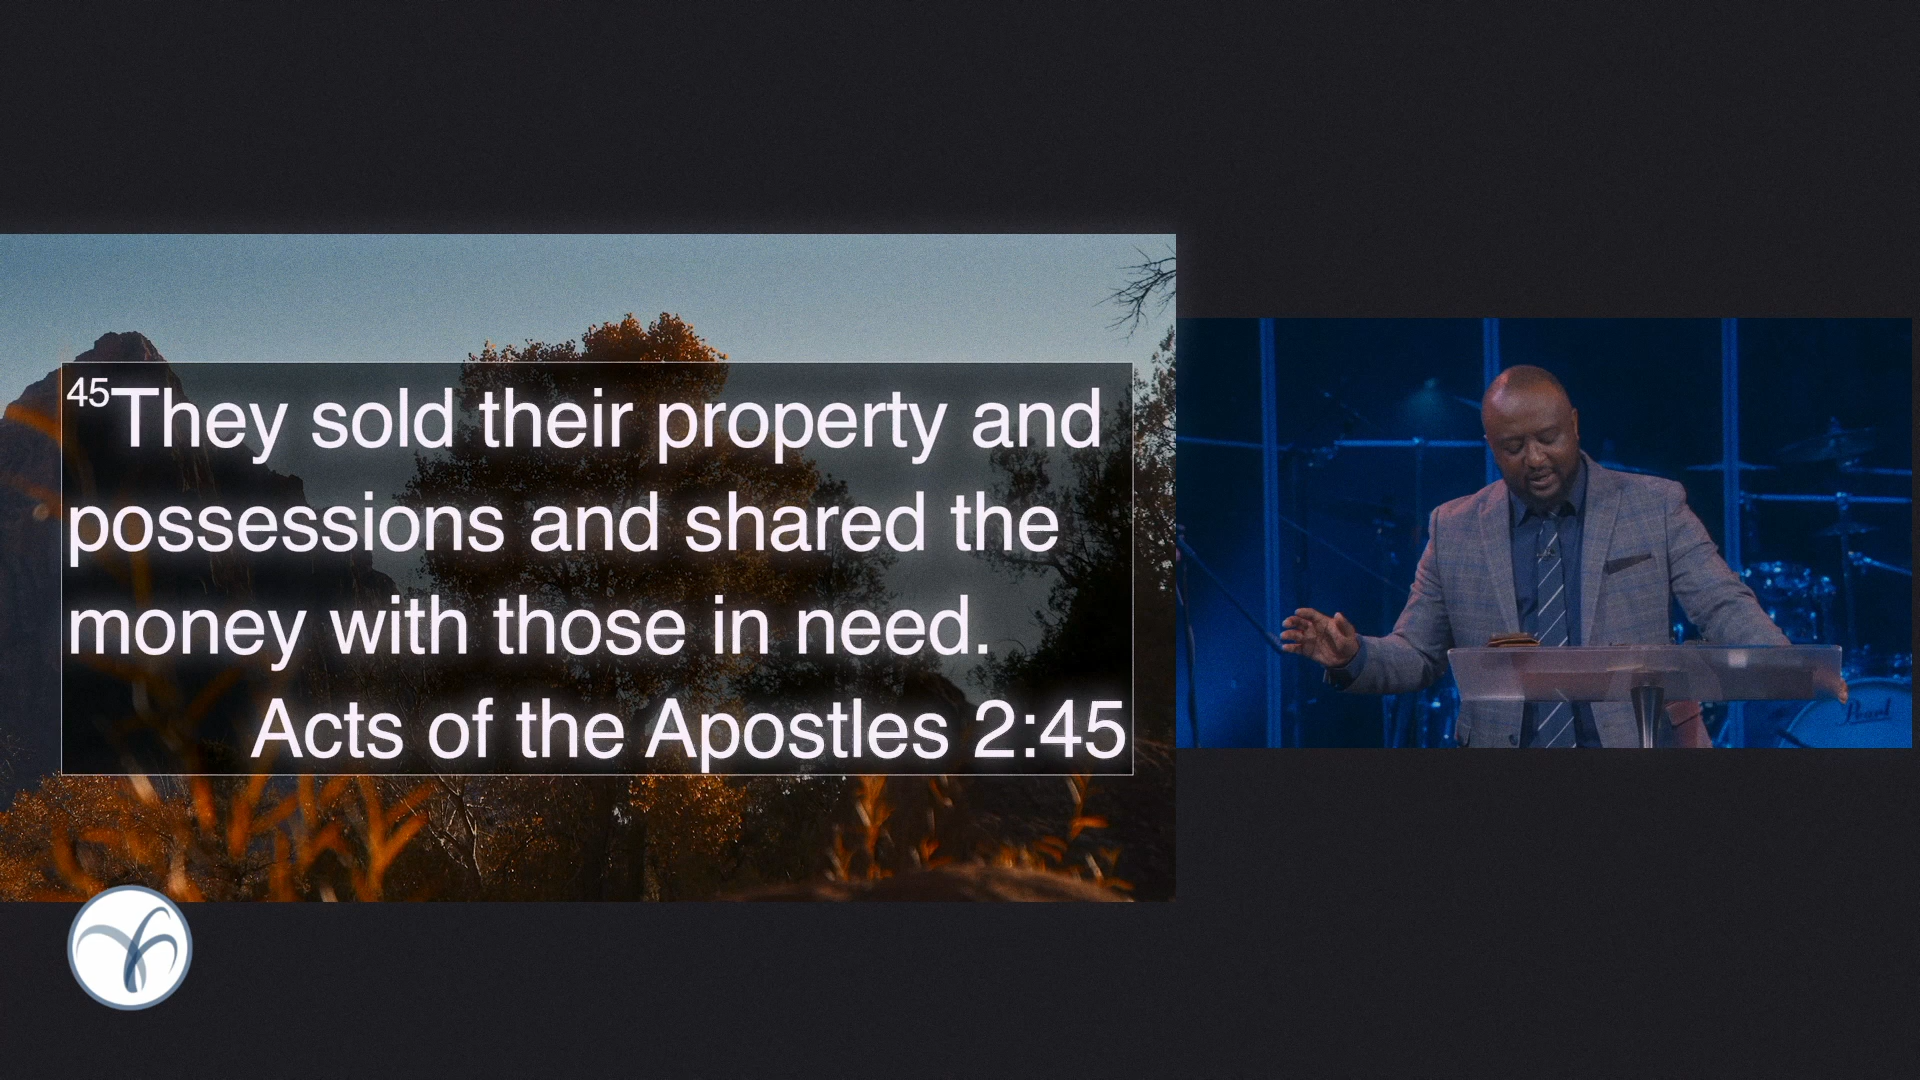 45They sold their property and
possessions and shared the
money with those in need.
Acts of the Apostles 2:45
Pearl